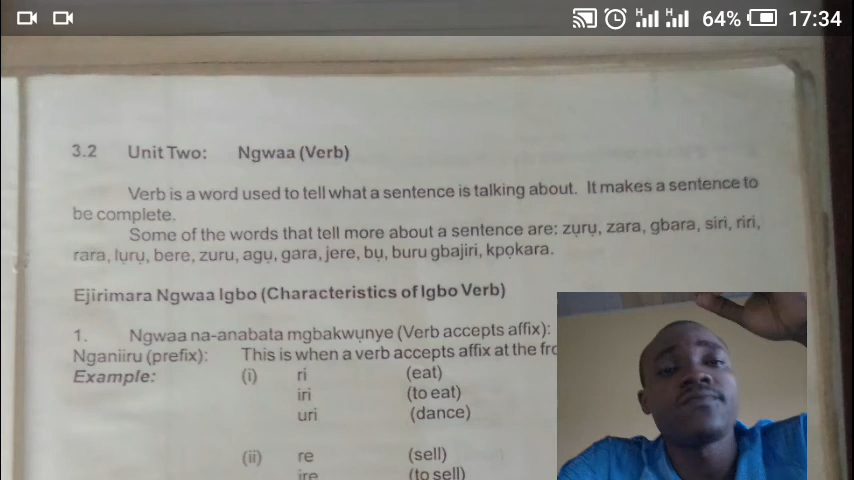 H H 64% 17:34
3.2 Unit Two: Ngwaa (Verb)
Verb is a word used to tell what a sentence is talking about. It makes a sentence to
be complete.
Some of the words that tell more about a sentence are: zụrụ, zara, gbara, siri, riri,
rara, lụrụ, bere, zuru, agụ, gara, jere, bụ, buru gbajiri, kpọkara.
Ejirimara Ngwaa Igbo (Characteristics of Igbo Verb)
1. Ngwaa na-anabata mgbakwụnye (Verb accepts affix):
Nganiiru (prefix): This is when a verb accepts affix at the
Example: (i) ri (eat)
iri (to eat)
uri (dance)
(ii) re (sell)
ire (to sell)